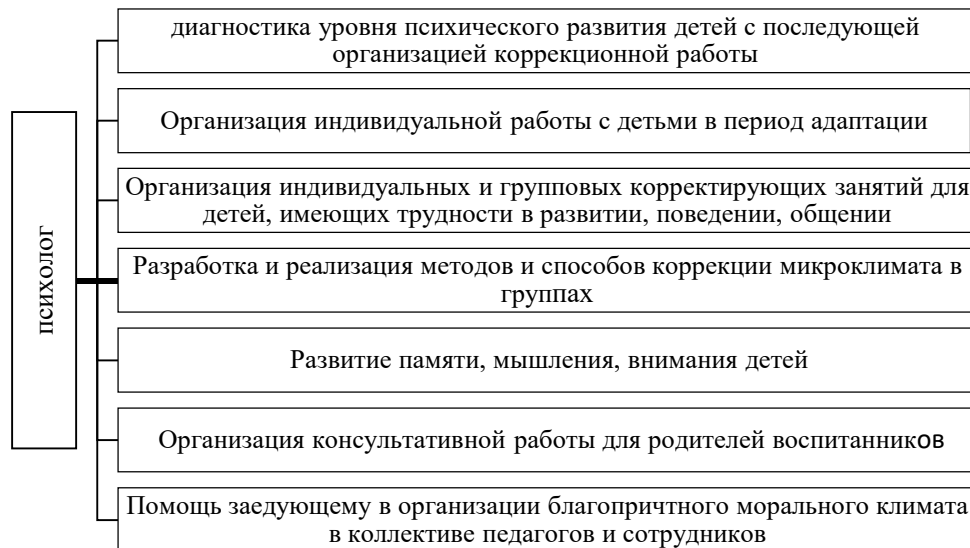 психолог
диагностика уровня психического развития детей с последующей
организацией коррекционной работы
Организация индивидуальной работы с детьми в период адаптации
Организация индивидуальных и групповых корректирующих занятий для
детей, имеющих трудности в развитии, поведении, общении
Разработка и реализация методов и способов коррекции микроклимата в
группах
Развитие памяти, мышления, внимания детей
Организация консультативной работы для родителей воспитанников
Помощь заедующему в организации благопричтного морального климата
в коллективе педагогов и сотрудников